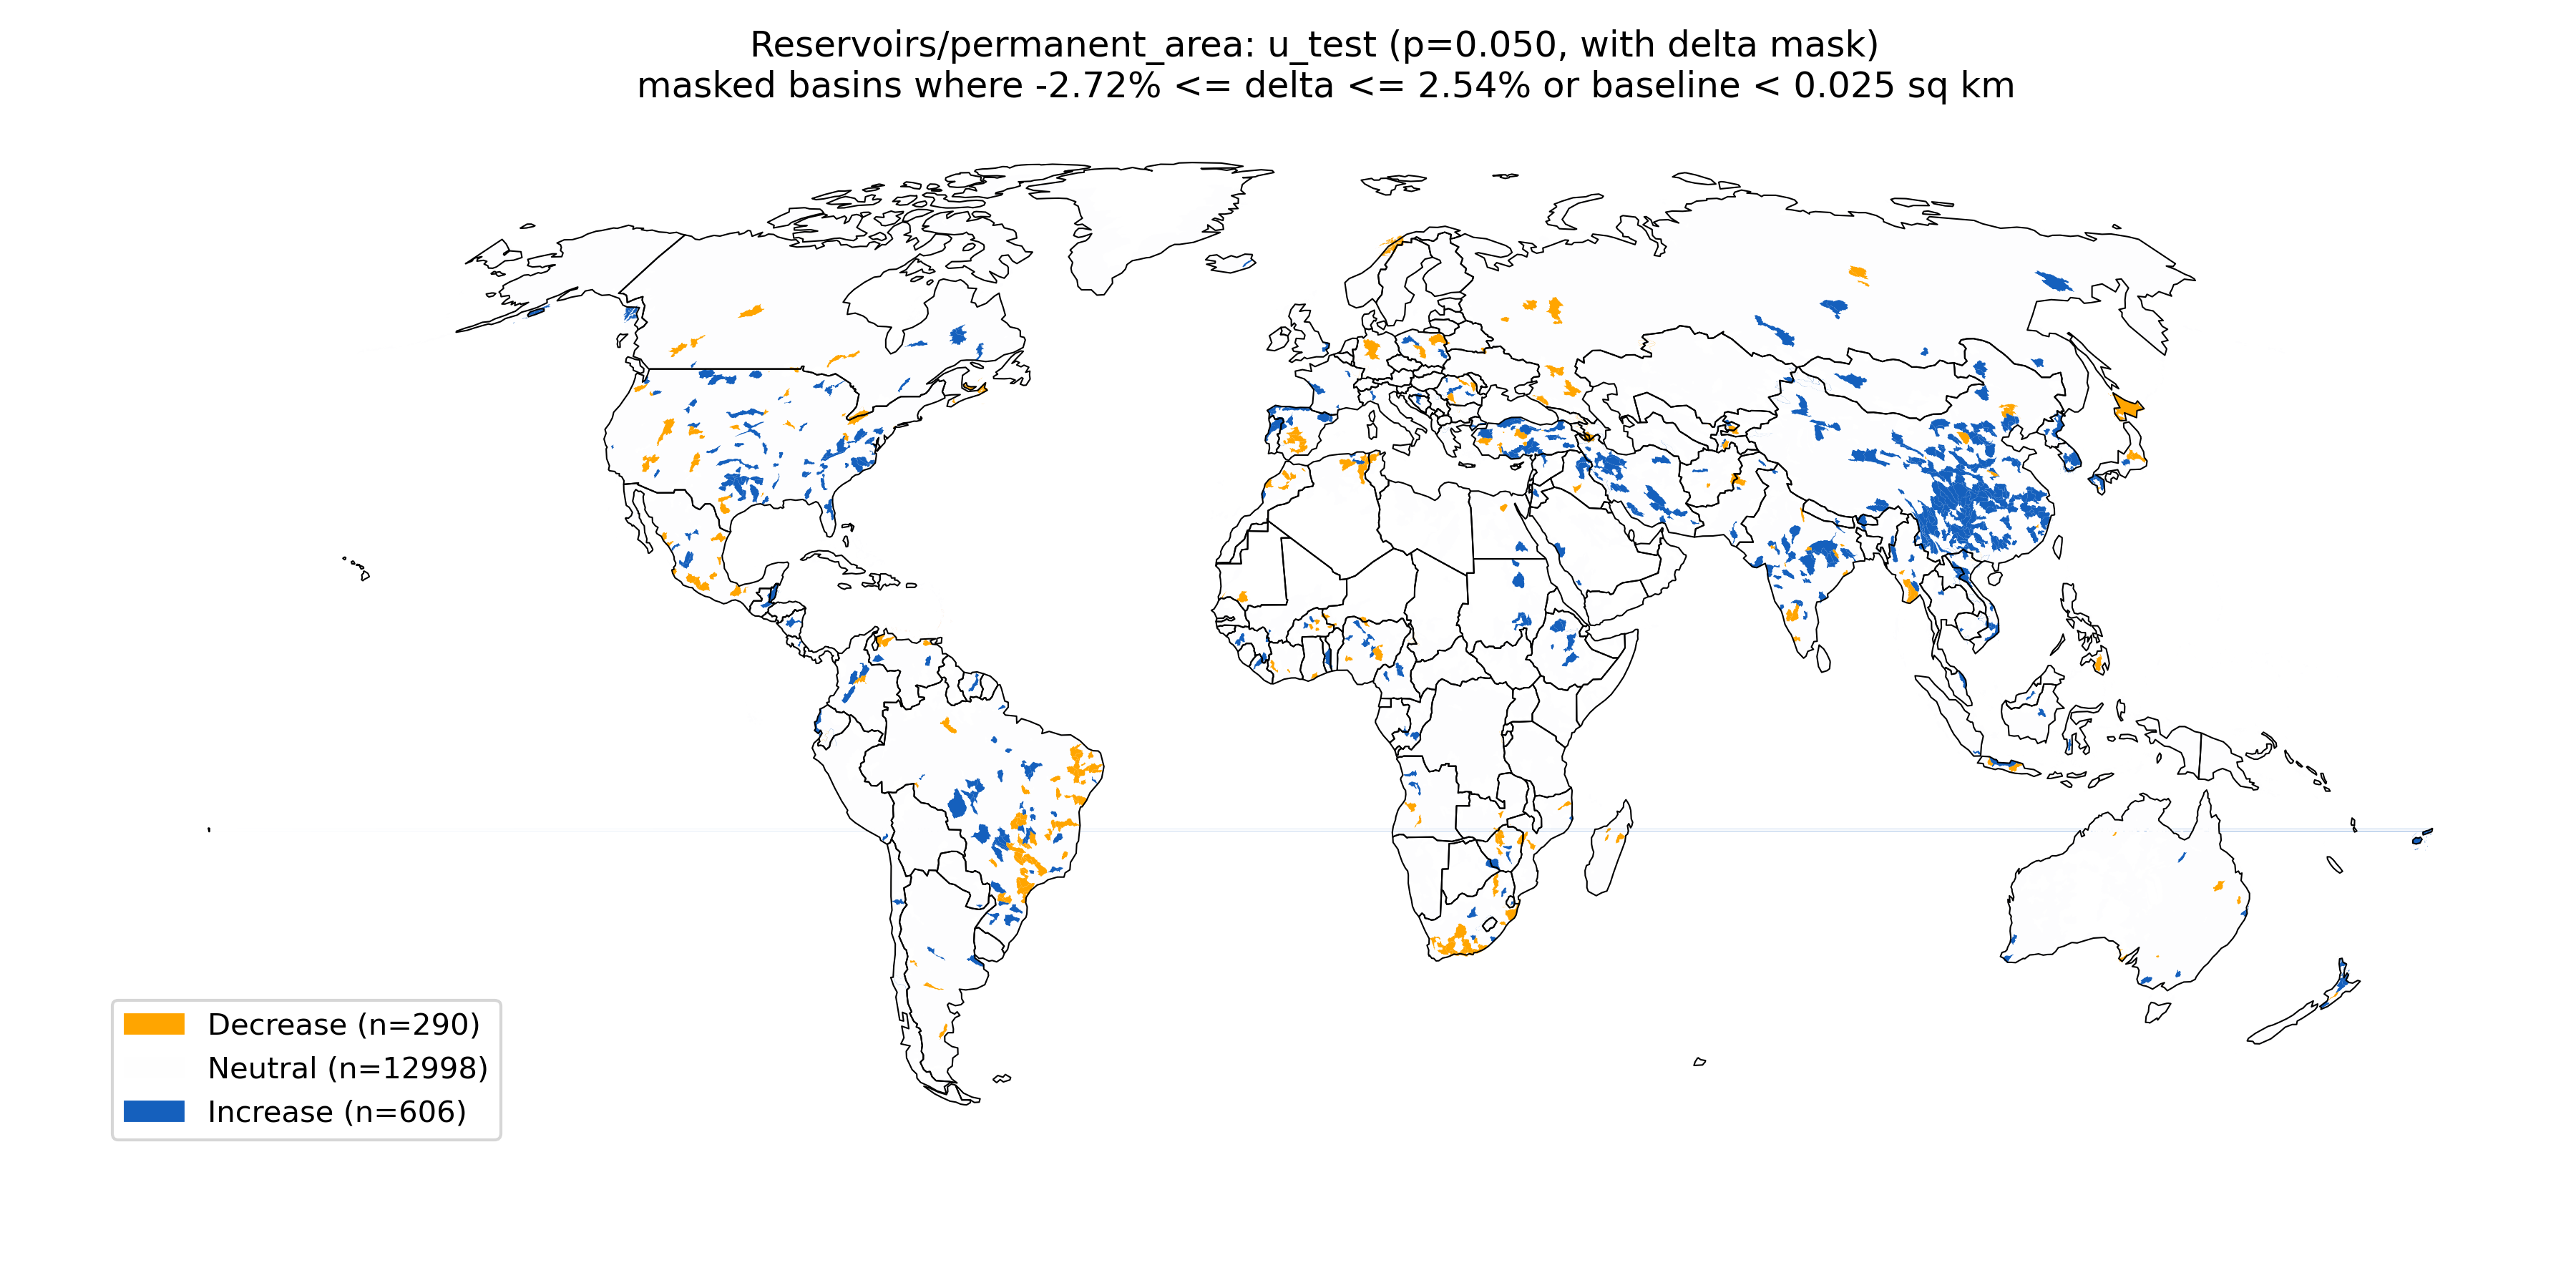 Reservoirs/permanent_area: u_test (p=0.050, with delta mask)
masked basins where -2.72% <= delta <= 2.54% or baseline < 0.025 sq km
Decrease (n=290)
Neutral (n=12998)
Increase (n=606)